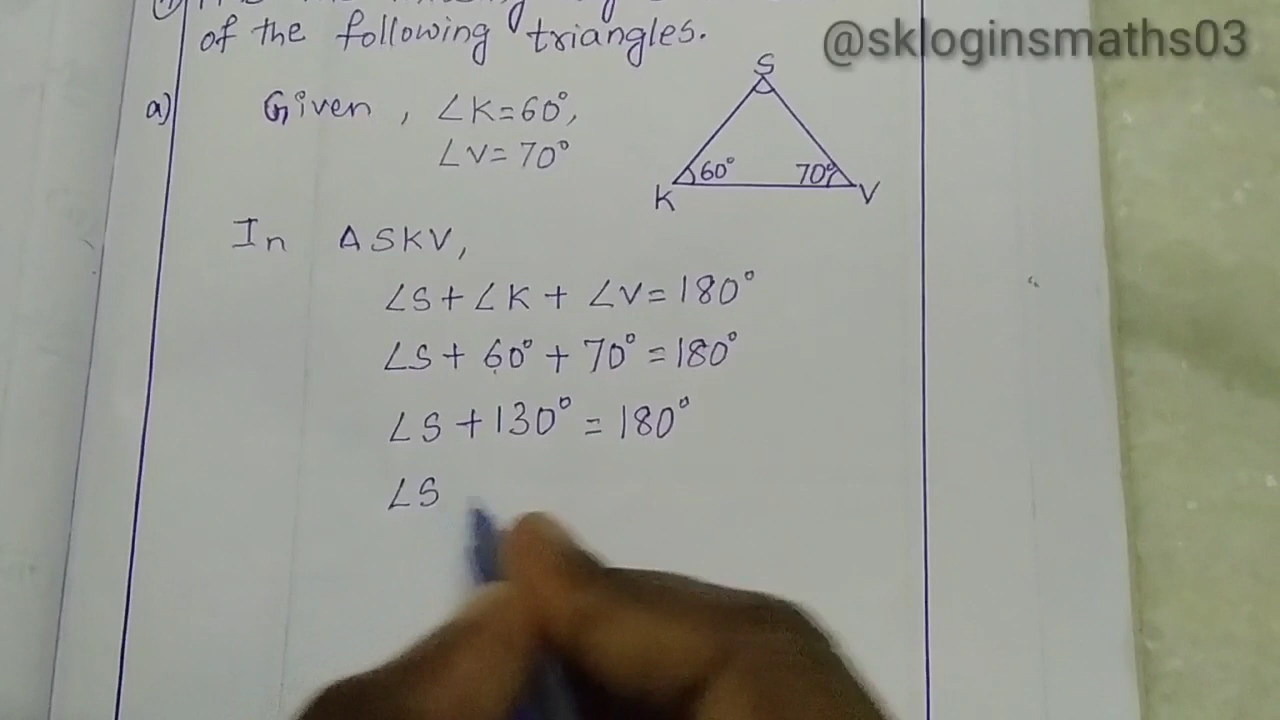 of the following triangles.
@skloginsmaths03
a) Given, ∠K=60°,
∠V=70°
S
60° 70°
K V
In ΔSKV,
∠S+∠K+∠V=180°
∠S+60°+70°=180°
∠S+130°=180°
∠S